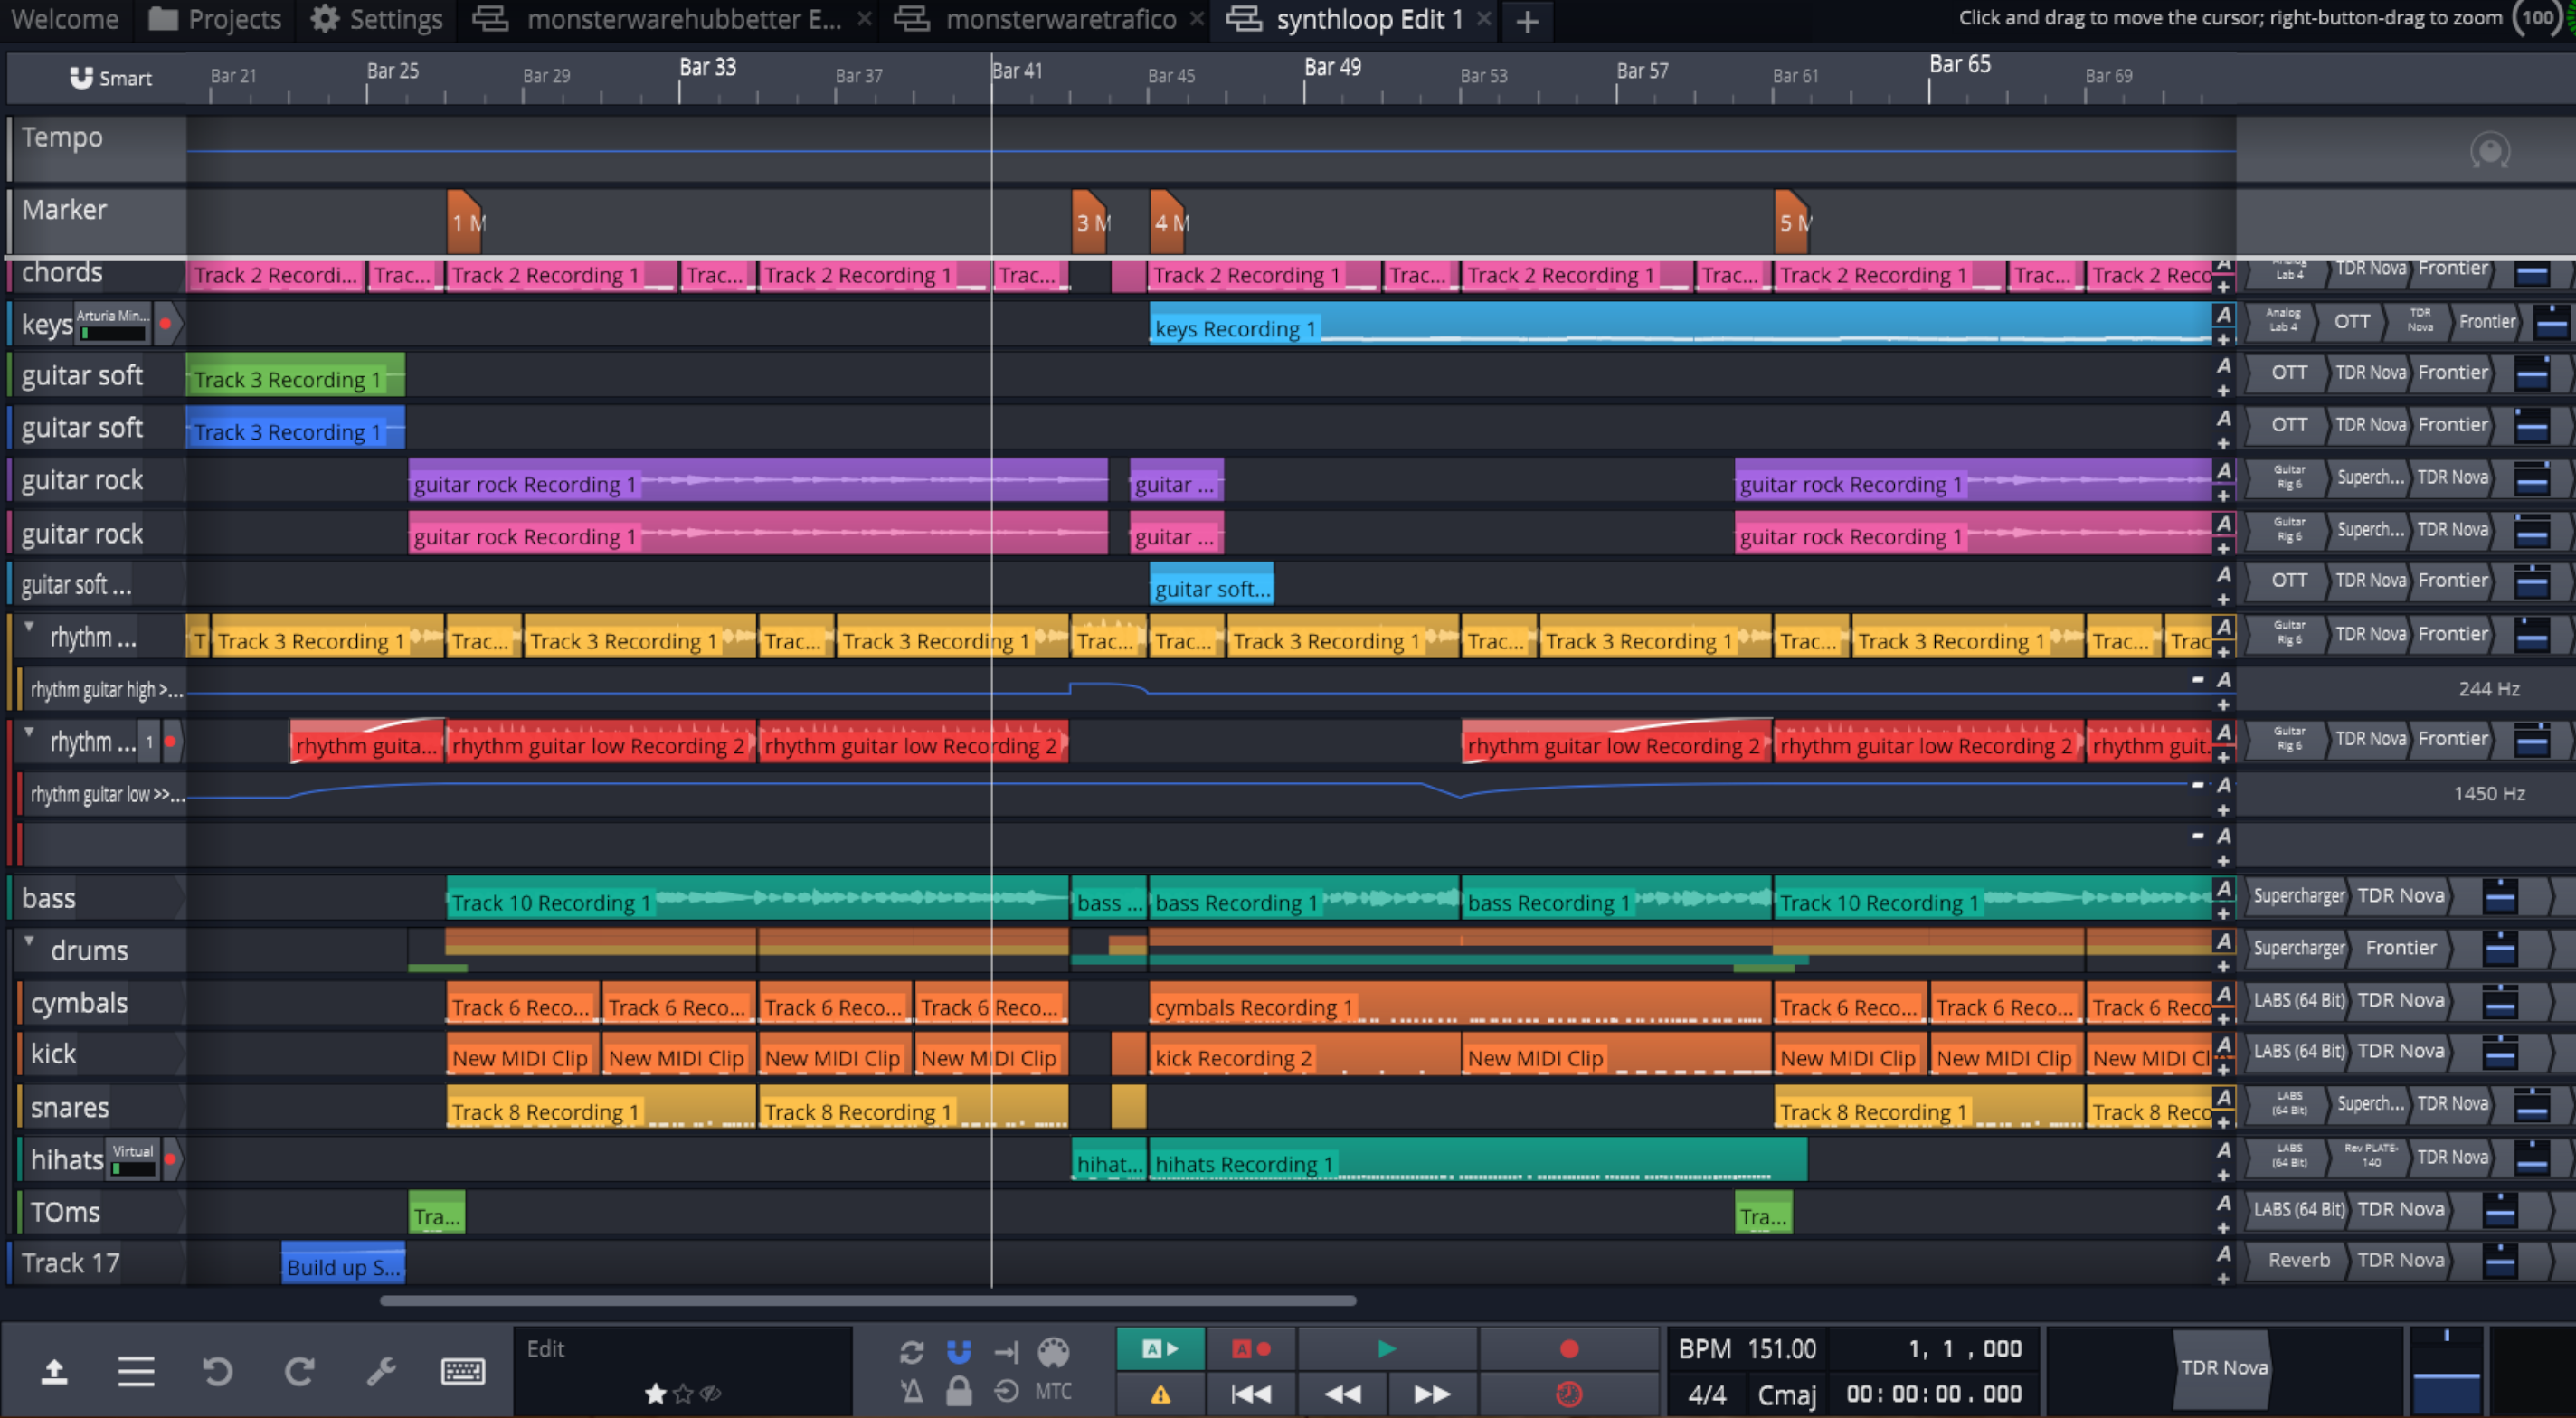 Welcome Projects Settings monsterwarehubbetter E... monsterwaretrafico synthloop Edit 1 Click and drag to move the cursor; right-button-drag to zoom 100
Smart Bar 21 Bar 25 Bar 29 Bar 33 Bar 37 Bar 41 Bar 45 Bar 49 Bar 53 Bar 57 Bar 61 Bar 65 Bar 69
Tempo
Marker 1 M 3 M 4 M 5 M
chords Track 2 Recordi... Trac... Track 2 Recording 1 Trac... Track 2 Recording 1 Trac... Track 2 Recording 1 Trac... Track 2 Recording 1 Trac... Track 2 Recording 1 Trac... Track 2 Reco A Analog Lab 4 TDR Nova Frontier
keys Arturia Min... keys Recording 1 A Analog Lab 4 OTT TDR Nova Frontier
guitar soft Track 3 Recording 1 A OTT TDR Nova Frontier
guitar soft Track 3 Recording 1 A OTT TDR Nova Frontier
guitar rock guitar rock Recording 1 guitar ... guitar rock Recording 1 A Guitar Rig 6 Superch... TDR Nova
guitar rock guitar rock Recording 1 guitar ... guitar rock Recording 1 A Guitar Rig 6 Superch... TDR Nova
guitar soft ... guitar soft... A OTT TDR Nova Frontier
rhythm ... T Track 3 Recording 1 Trac... Track 3 Recording 1 Trac... Track 3 Recording 1 Trac... Trac... Track 3 Recording 1 Trac... Track 3 Recording 1 Trac... Track 3 Recording 1 Trac... Trac A Guitar Rig 6 TDR Nova Frontier
rhythm guitar high >... A 244 Hz
rhythm ... 1 rhythm guita... rhythm guitar low Recording 2 rhythm guitar low Recording 2 rhythm guitar low Recording 2 rhythm guitar low Recording 2 rhythm guit. A Guitar Rig 6 TDR Nova Frontier
rhythm guitar low >>... A 1450 Hz
A
bass Track 10 Recording 1 bass ... bass Recording 1 bass Recording 1 Track 10 Recording 1 A Supercharger TDR Nova
drums A Supercharger Frontier
cymbals Track 6 Reco... Track 6 Reco... Track 6 Reco... Track 6 Reco... cymbals Recording 1 Track 6 Reco... Track 6 Reco... Track 6 Reco A LABS (64 Bit) TDR Nova
kick New MIDI Clip New MIDI Clip New MIDI Clip New MIDI Clip kick Recording 2 New MIDI Clip New MIDI Clip New MIDI Clip New MIDI Cl A LABS (64 Bit) TDR Nova
snares Track 8 Recording 1 Track 8 Recording 1 Track 8 Recording 1 Track 8 Reco A LABS (64 Bit) Superch... TDR Nova
hihats Virtual hihat... hihats Recording 1 A LABS (64 Bit) Rev PLATE-140 TDR Nova
TOms Tra... Tra... A LABS (64 Bit) TDR Nova
Track 17 Build up S... A Reverb TDR Nova
Edit A A BPM 151.00 1, 1 , 000 TDR Nova
MTC 4/4 Cmaj 00:00:00.000